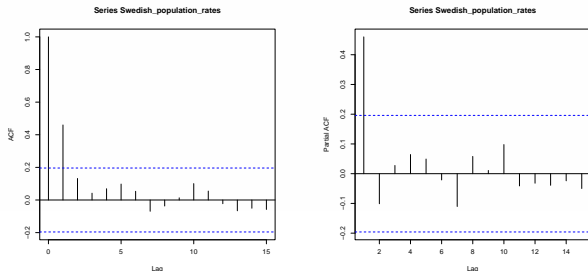 Series Swedish_population_rates
ACF
1.0
0.8
0.6
0.4
0.2
0.0
−0.2
0 5 10 15
Lag
Series Swedish_population_rates
Partial ACF
0.4
0.3
0.2
0.1
0.0
−0.1
−0.2
2 4 6 8 10 12 14
Lag